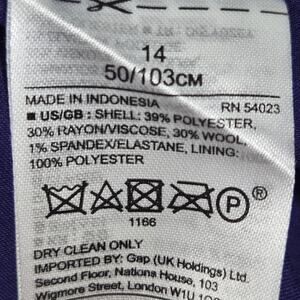 14
50/103CM
MADE IN INDONESIA RN 54023
■ US/GB : SHELL: 39% POLYESTER,
30% RAYON/VISCOSE, 30% WOOL,
1% SPANDEX/ELASTANE, LINING:
100% POLYESTER
P ®
1166
DRY CLEAN ONLY
IMPORTED BY: Gap (UK Holdings) Ltd.
Second Floor, Nations House, 103
Wigmore Street, London W1U 1Q